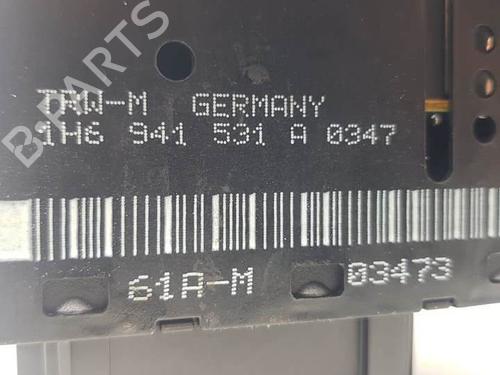 B-PARTS
TRW-M GERMANY
1H6 941 531 A 0347
61A-M 03473